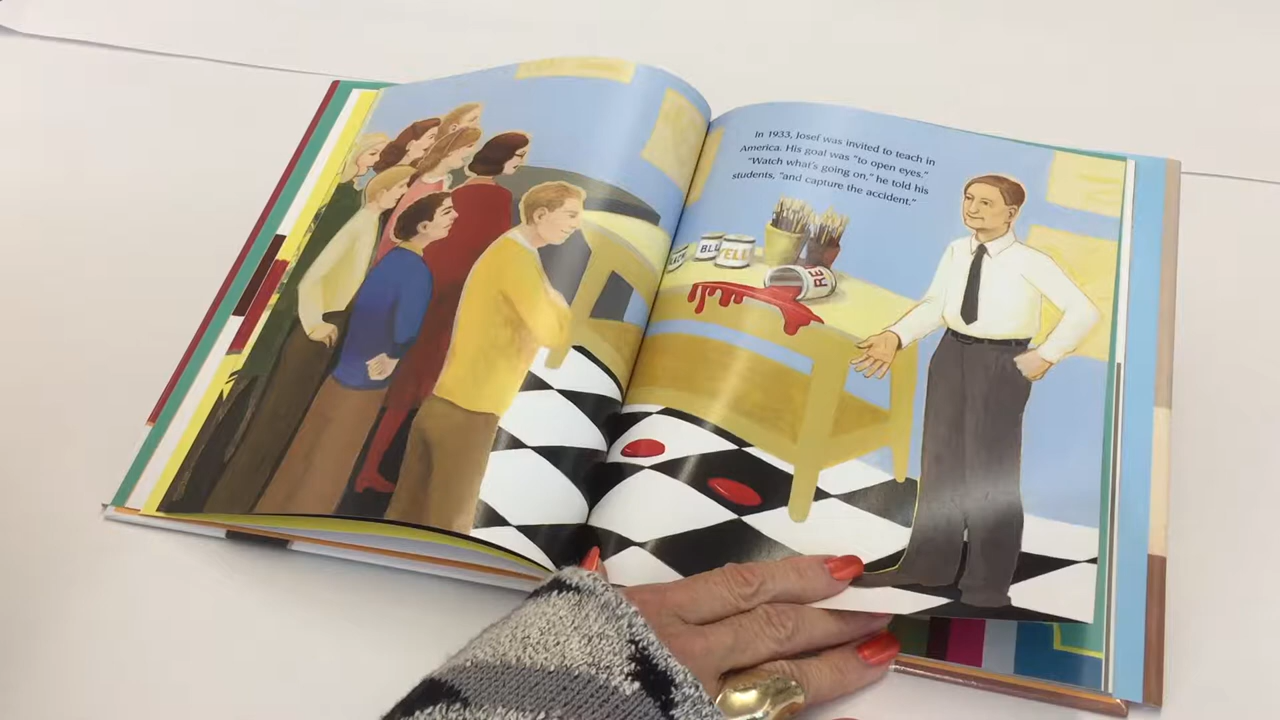 In 1933, Josef was invited to teach in
America. His goal was "to open eyes."
"Watch what's going on," he told his
students, "and capture the accident."
BLU
YELL
RE